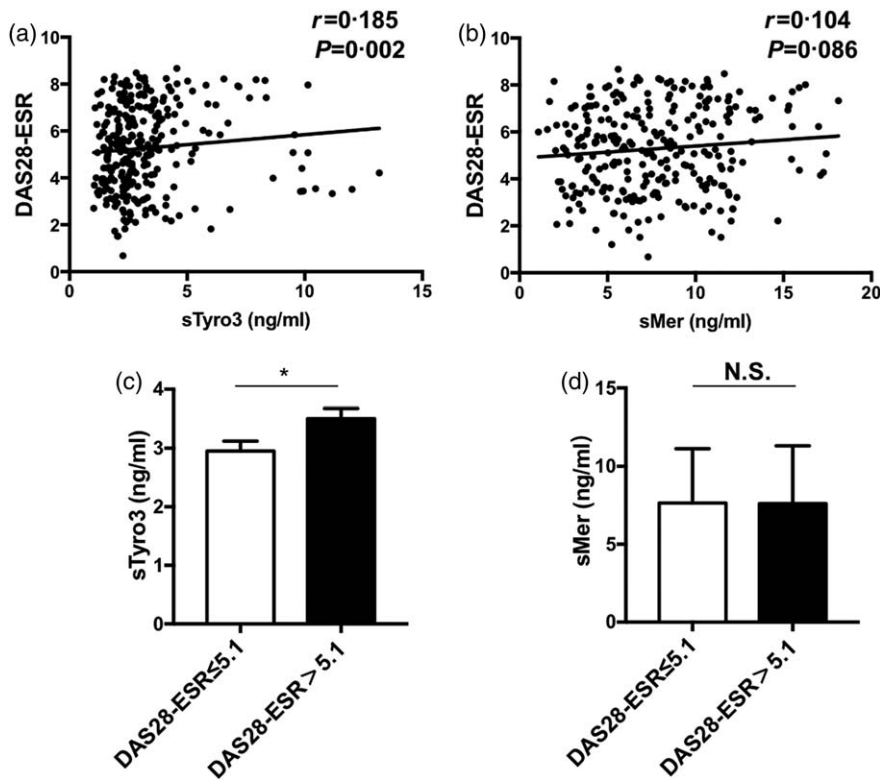 (a)
r=0·185
P=0·002
DAS28-ESR
10
8
6
4
2
0
0 5 10 15
sTyro3 (ng/ml)
(b)
r=0·104
P=0·086
DAS28-ESR
10
8
6
4
2
0
0 5 10 15 20
sMer (ng/ml)
(c)
*
sTyro3 (ng/ml)
4
3
2
1
0
DAS28-ESR≤5.1
DAS28-ESR＞5.1
(d)
N.S.
sMer (ng/ml)
15
10
5
0
DAS28-ESR≤5.1
DAS28-ESR＞5.1